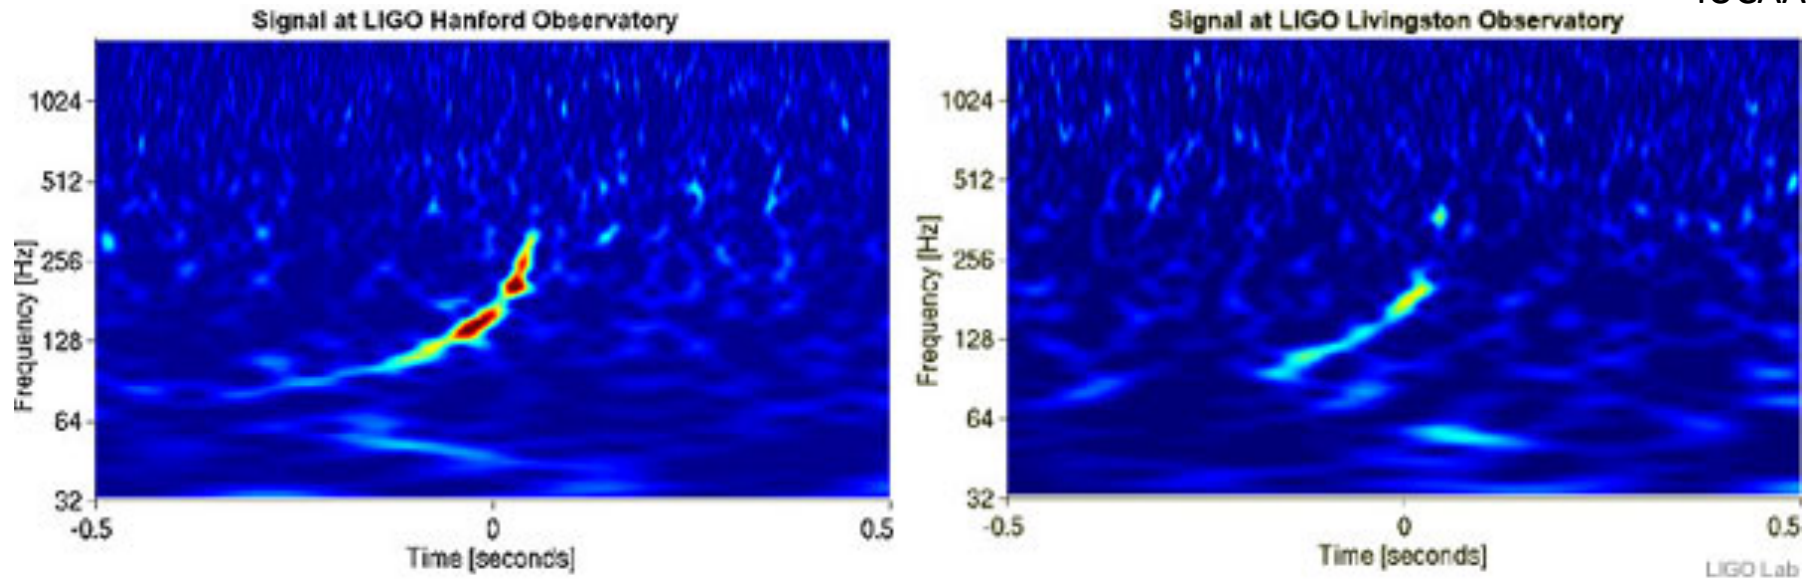 Signal at LIGO Hanford Observatory
Frequency [Hz]
1024
512
256
128
64
32
-0.5
0
0.5
Time [seconds]
Signal at LIGO Livingston Observatory
Frequency [Hz]
1024
512
256
128
64
32
-0.5
0
0.5
Time [seconds]
LIGO Lab